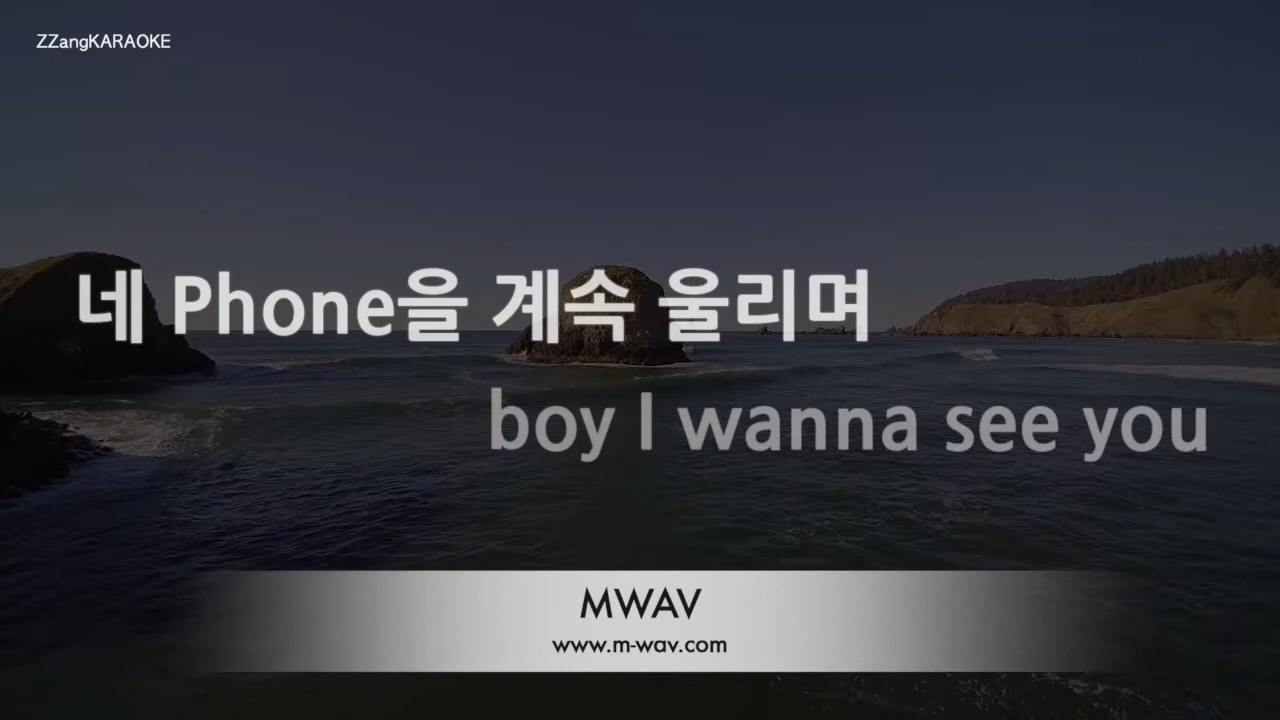 ZZangKARAOKE
네 Phone을 계속 울리며
boy I wanna see you
MWAV
www.m-wav.com